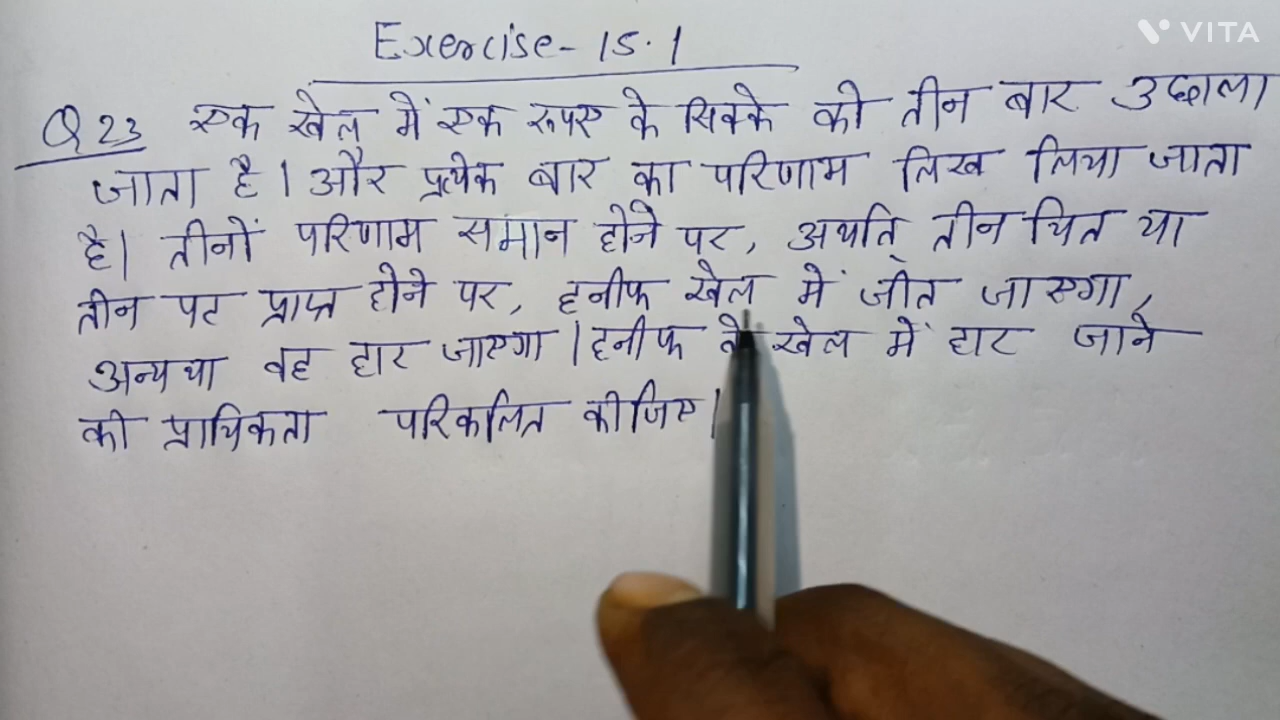 VITA
Exercise - 15.1
Q 23 एक खेल में एक रुपए के सिक्के को तीन बार उछाला
जाता है। और प्रत्येक बार का परिणाम लिख लिया जाता
है। तीनों परिणाम समान होने पर, अर्थात् तीन चित या
तीन पट प्राप्त होने पर, हनीफ खेल में जीत जाएगा,
अन्यथा वह हार जाएगा। हनीफ के खेल में हार जाने
की प्रायिकता परिकलित कीजिए।